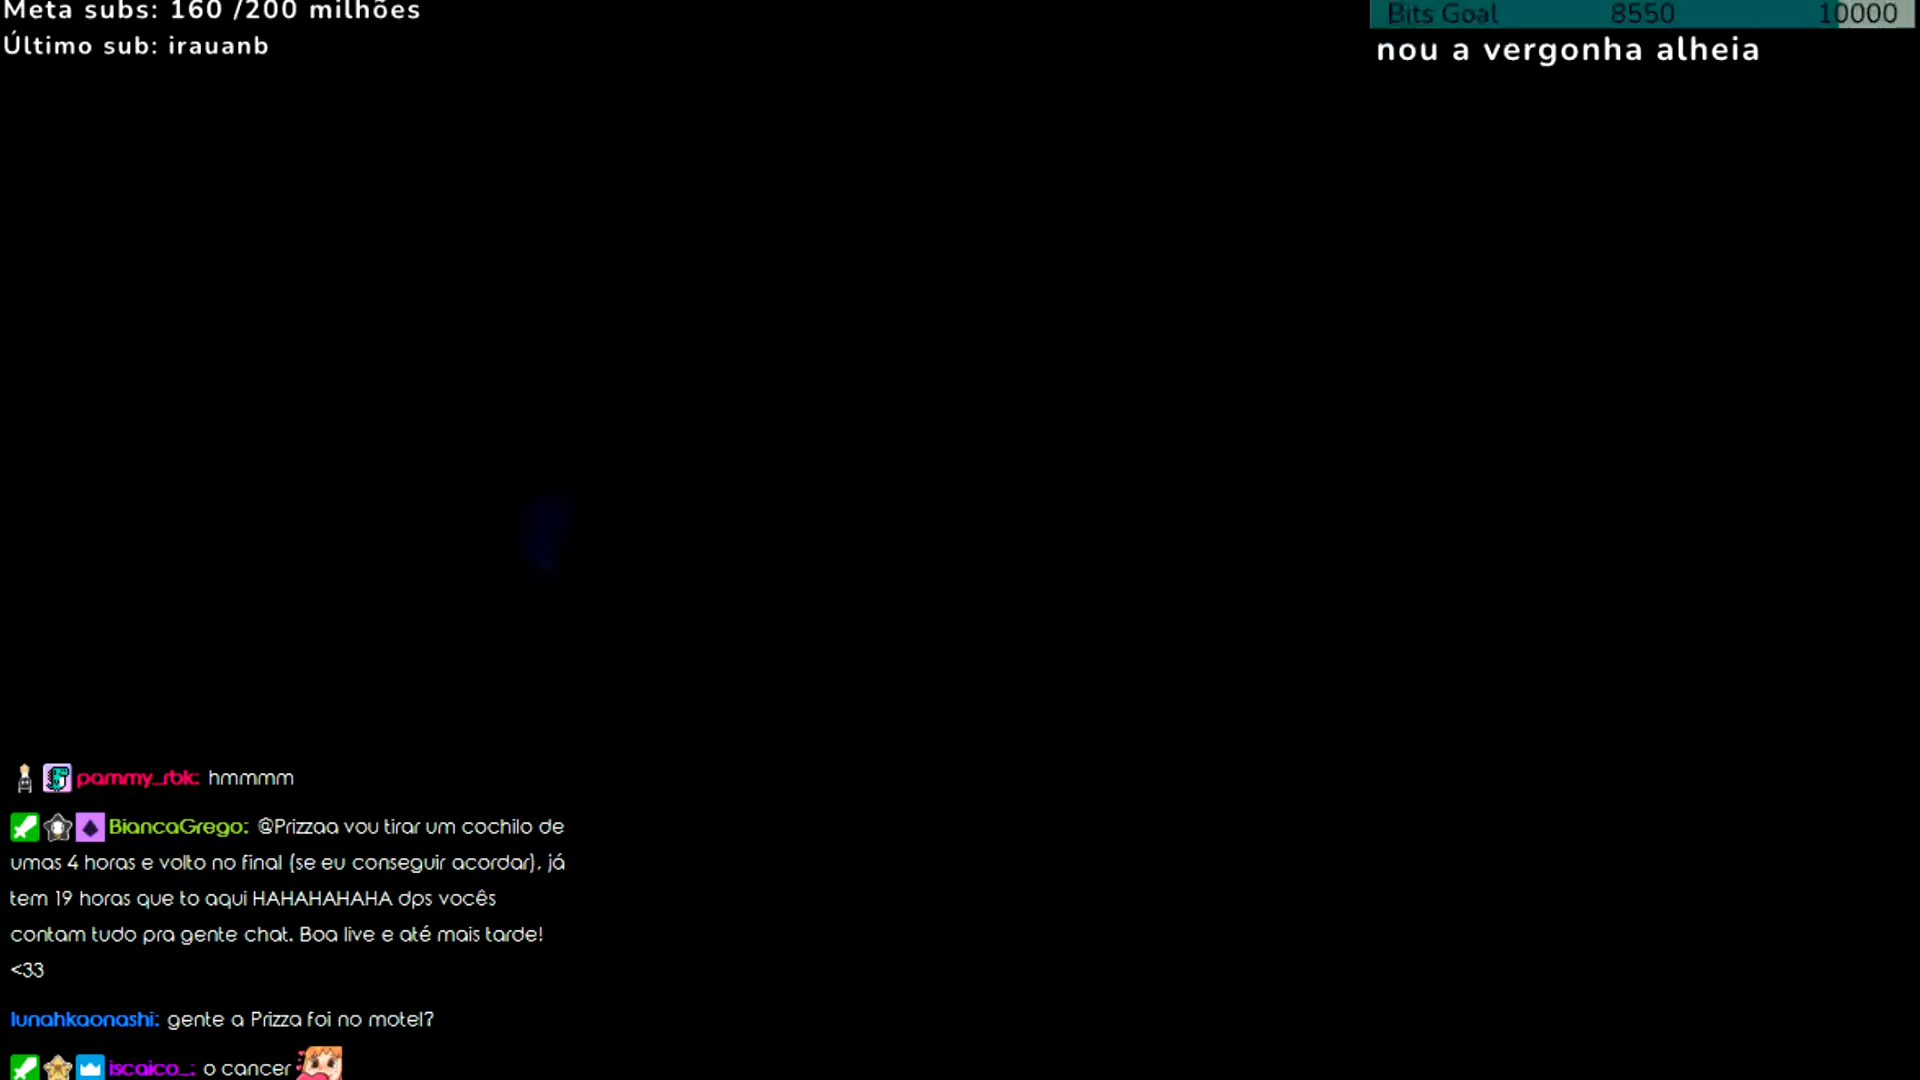 Meta subs: 160 /200 milhões
Último sub: irauanb
Bits Goal 8550 10000
nou a vergonha alheia
pammy_rbk: hmmmm
BiancaGrego: @Prizzaa vou tirar um cochilo de
umas 4 horas e volto no final (se eu conseguir acordar), já
tem 19 horas que to aqui HAHAHAHAHA dps vocês
contam tudo pra gente chat. Boa live e até mais tarde!
<33
lunahkaonashi: gente a Prizza foi no motel?
iscaico_: o cancer